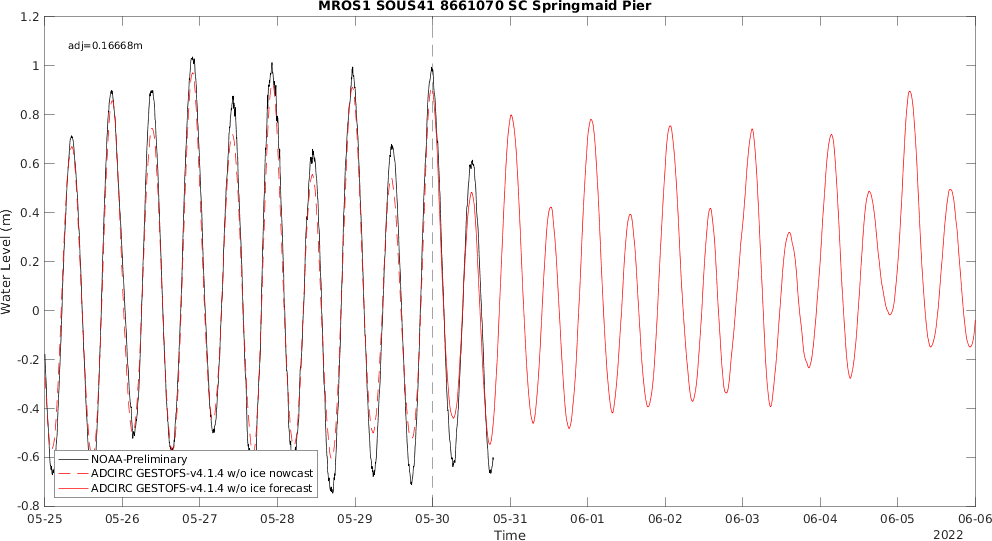 MROS1 SOUS41 8661070 SC Springmaid Pier
adj=0.16668m
1.2
1
0.8
0.6
0.4
0.2
0
-0.2
-0.4
-0.6
-0.8
Water Level (m)
NOAA-Preliminary
ADCIRC GESTOFS-v4.1.4 w/o ice nowcast
ADCIRC GESTOFS-v4.1.4 w/o ice forecast
05-25 05-26 05-27 05-28 05-29 05-30 05-31 06-01 06-02 06-03 06-04 06-05 06-06
Time
2022